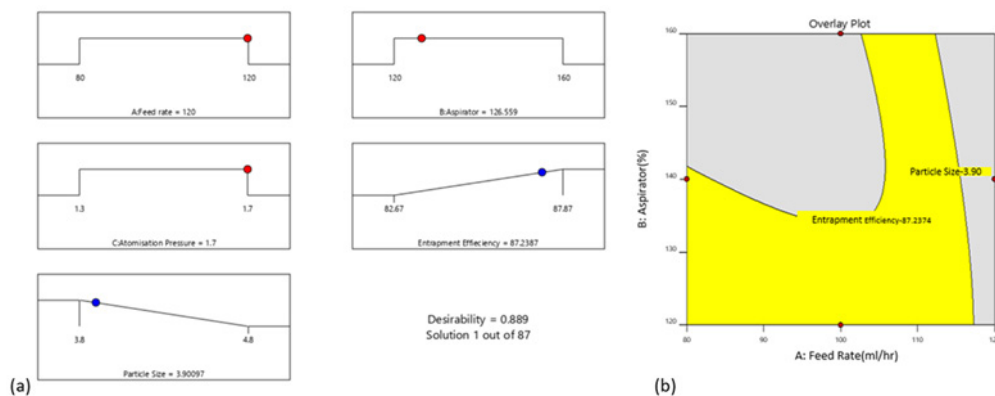 80
120
A:Feed rate = 120
120
160
B:Aspirator = 126.559
1.3
1.7
C:Atomisation Pressure = 1.7
82.67
87.87
Entrapment Effieciency = 87.2387
3.8
4.8
Particle Size = 3.90097
Desirability = 0.889
Solution 1 out of 87
(a)
Overlay Plot
B: Aspirator(%)
160
150
140
130
120
Particle Size-3.90
Entrapment Efficiency-87.2374
80
90
100
110
120
A: Feed Rate(ml/hr)
(b)